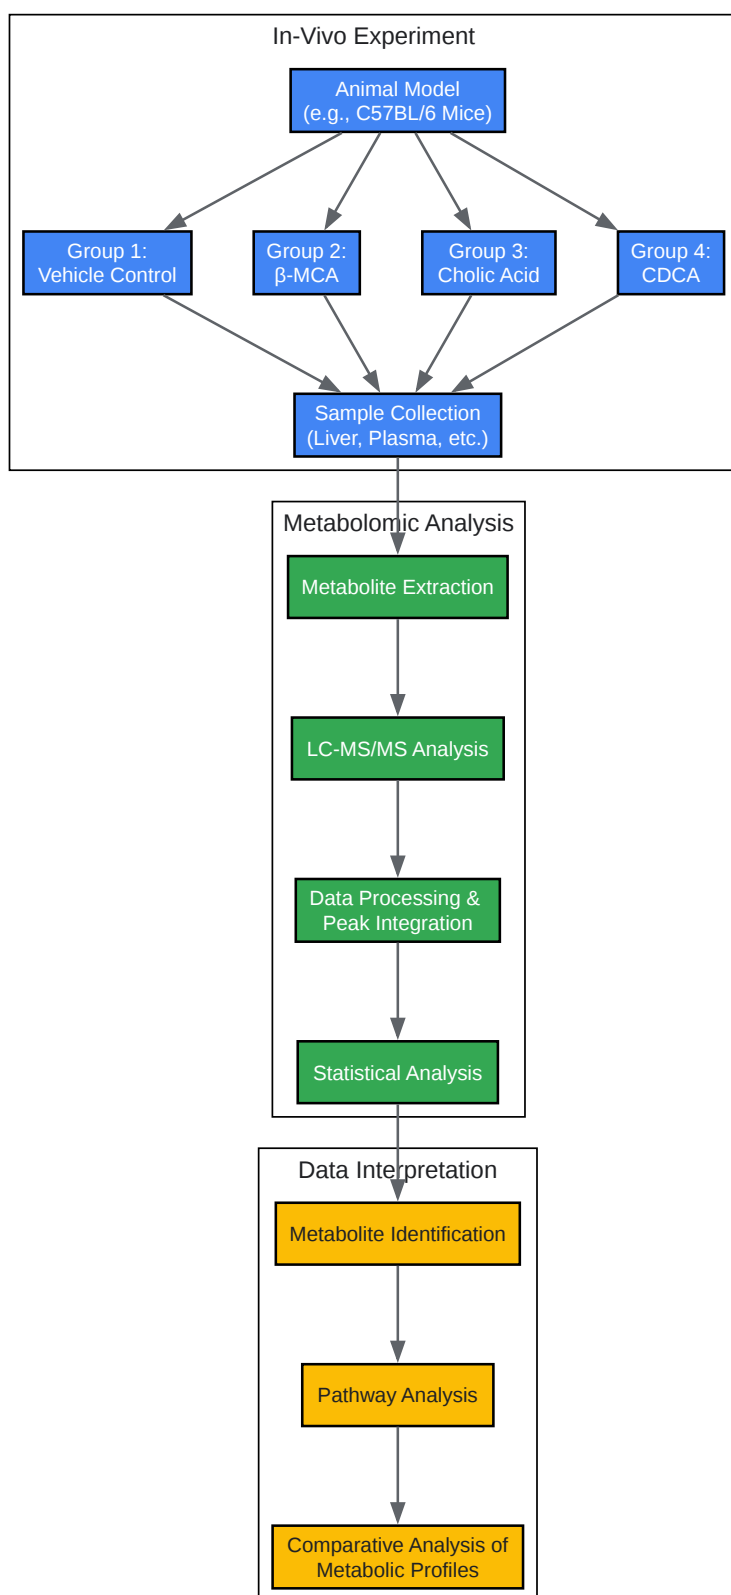 In-Vivo Experiment
Animal Model
(e.g., C57BL/6 Mice)
Group 1:
Vehicle Control
Group 2:
β-MCA
Group 3:
Cholic Acid
Group 4:
CDCA
Sample Collection
(Liver, Plasma, etc.)
Metabolomic Analysis
Metabolite Extraction
LC-MS/MS Analysis
Data Processing &
Peak Integration
Statistical Analysis
Data Interpretation
Metabolite Identification
Pathway Analysis
Comparative Analysis of
Metabolic Profiles